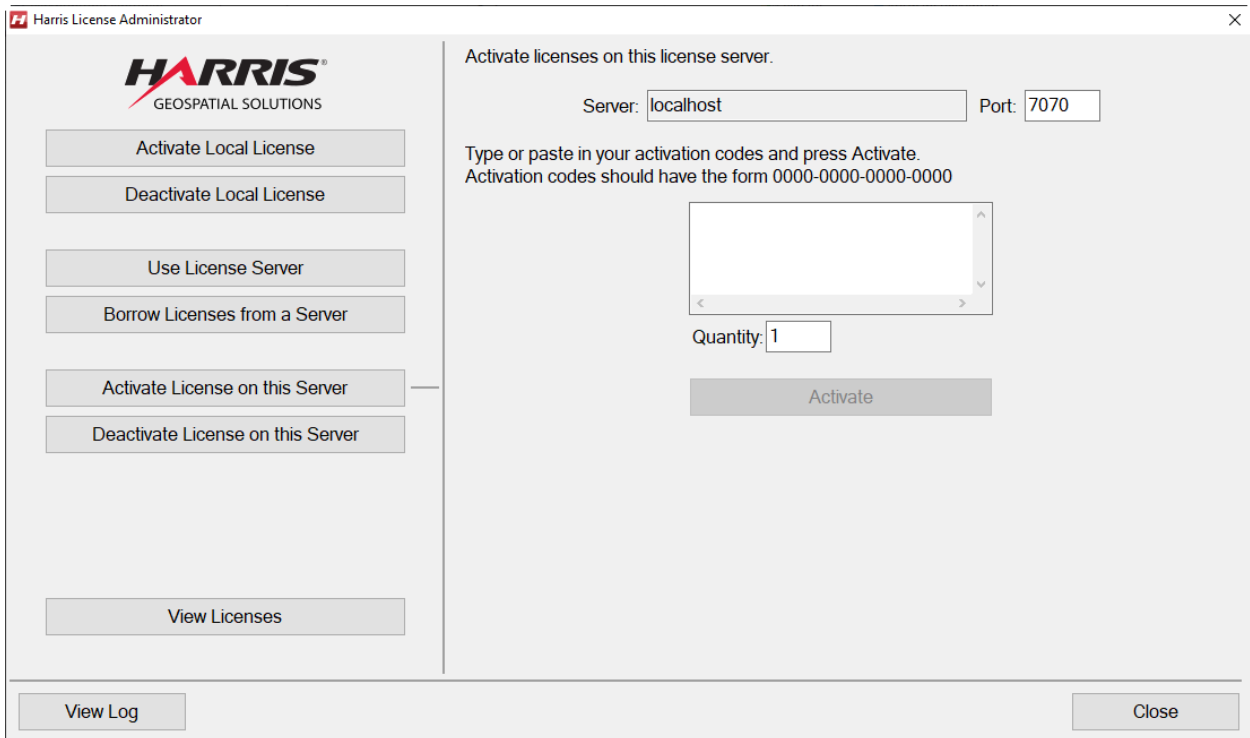 Harris License Administrator
HARRIS®
GEOSPATIAL SOLUTIONS
Activate Local License
Deactivate Local License
Use License Server
Borrow Licenses from a Server
Activate License on this Server
Deactivate License on this Server
View Licenses
Activate licenses on this license server.
Server: localhost Port: 7070
Type or paste in your activation codes and press Activate.
Activation codes should have the form 0000-0000-0000-0000
Quantity: 1
Activate
View Log
Close